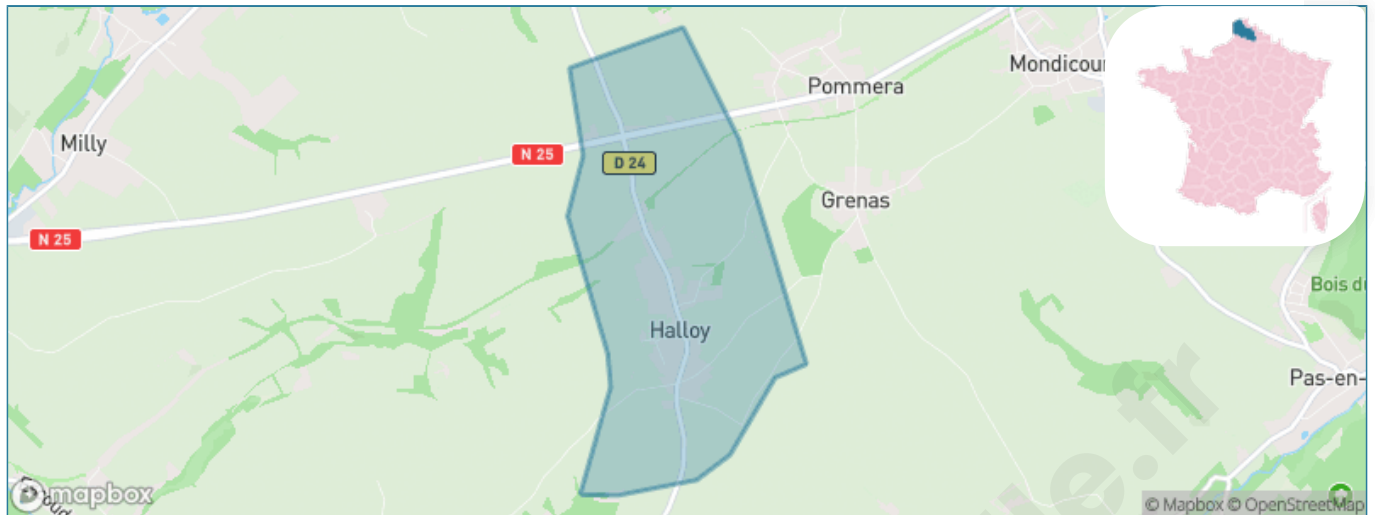 Mondicour
Pommera
Milly
N 25
D 24
Grenas
N 25
Bois d
Halloy
Pas-en-
mapbox
© Mapbox © OpenStreetMap